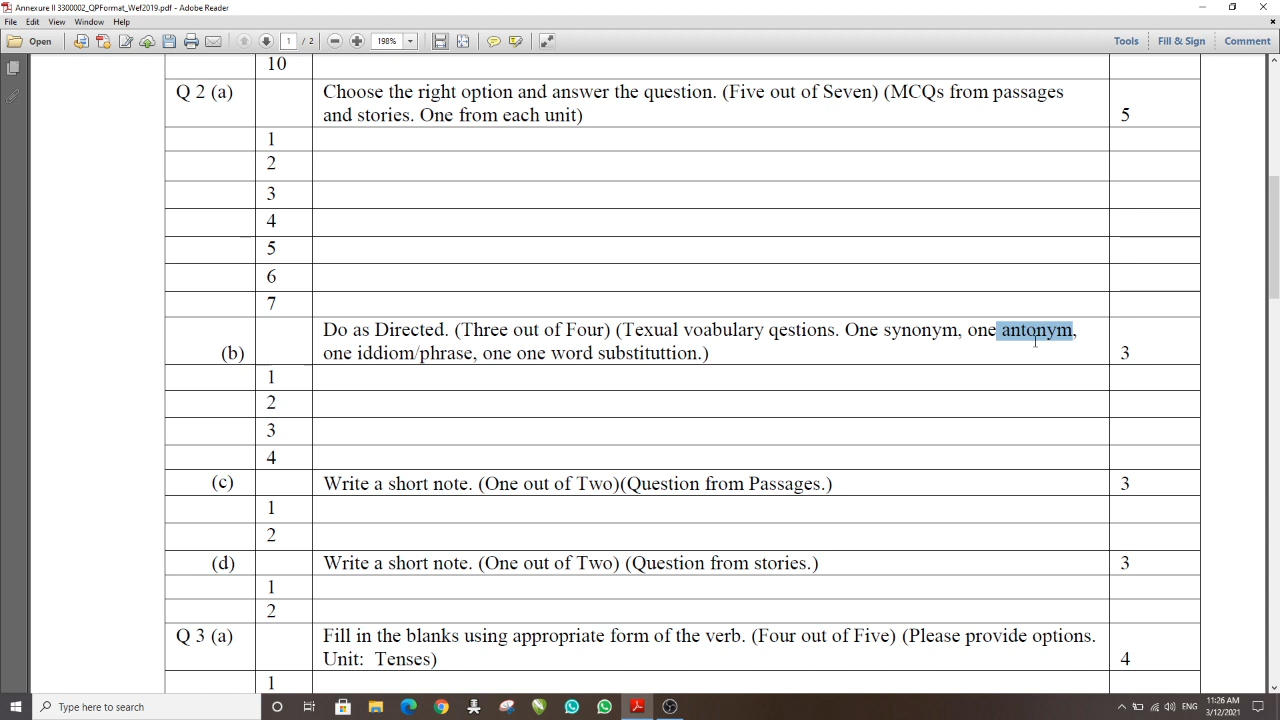 Annexure II 3300002_QPFormat_Wef2019.pdf - Adobe Reader
File Edit View Window Help
Open 1 / 2 198% Tools Fill & Sign Comment
10
Q 2 (a) Choose the right option and answer the question. (Five out of Seven) (MCQs from passages
and stories. One from each unit) 5
1
2
3
4
5
6
7
Do as Directed. (Three out of Four) (Texual voabulary qestions. One synonym, one antonym,
(b) one iddiom/phrase, one one word substituttion.) 3
1
2
3
4
(c) Write a short note. (One out of Two)(Question from Passages.) 3
1
2
(d) Write a short note. (One out of Two) (Question from stories.) 3
1
2
Q 3 (a) Fill in the blanks using appropriate form of the verb. (Four out of Five) (Please provide options.
Unit: Tenses) 4
1
Type here to search ENG 11:26 AM
3/12/2021